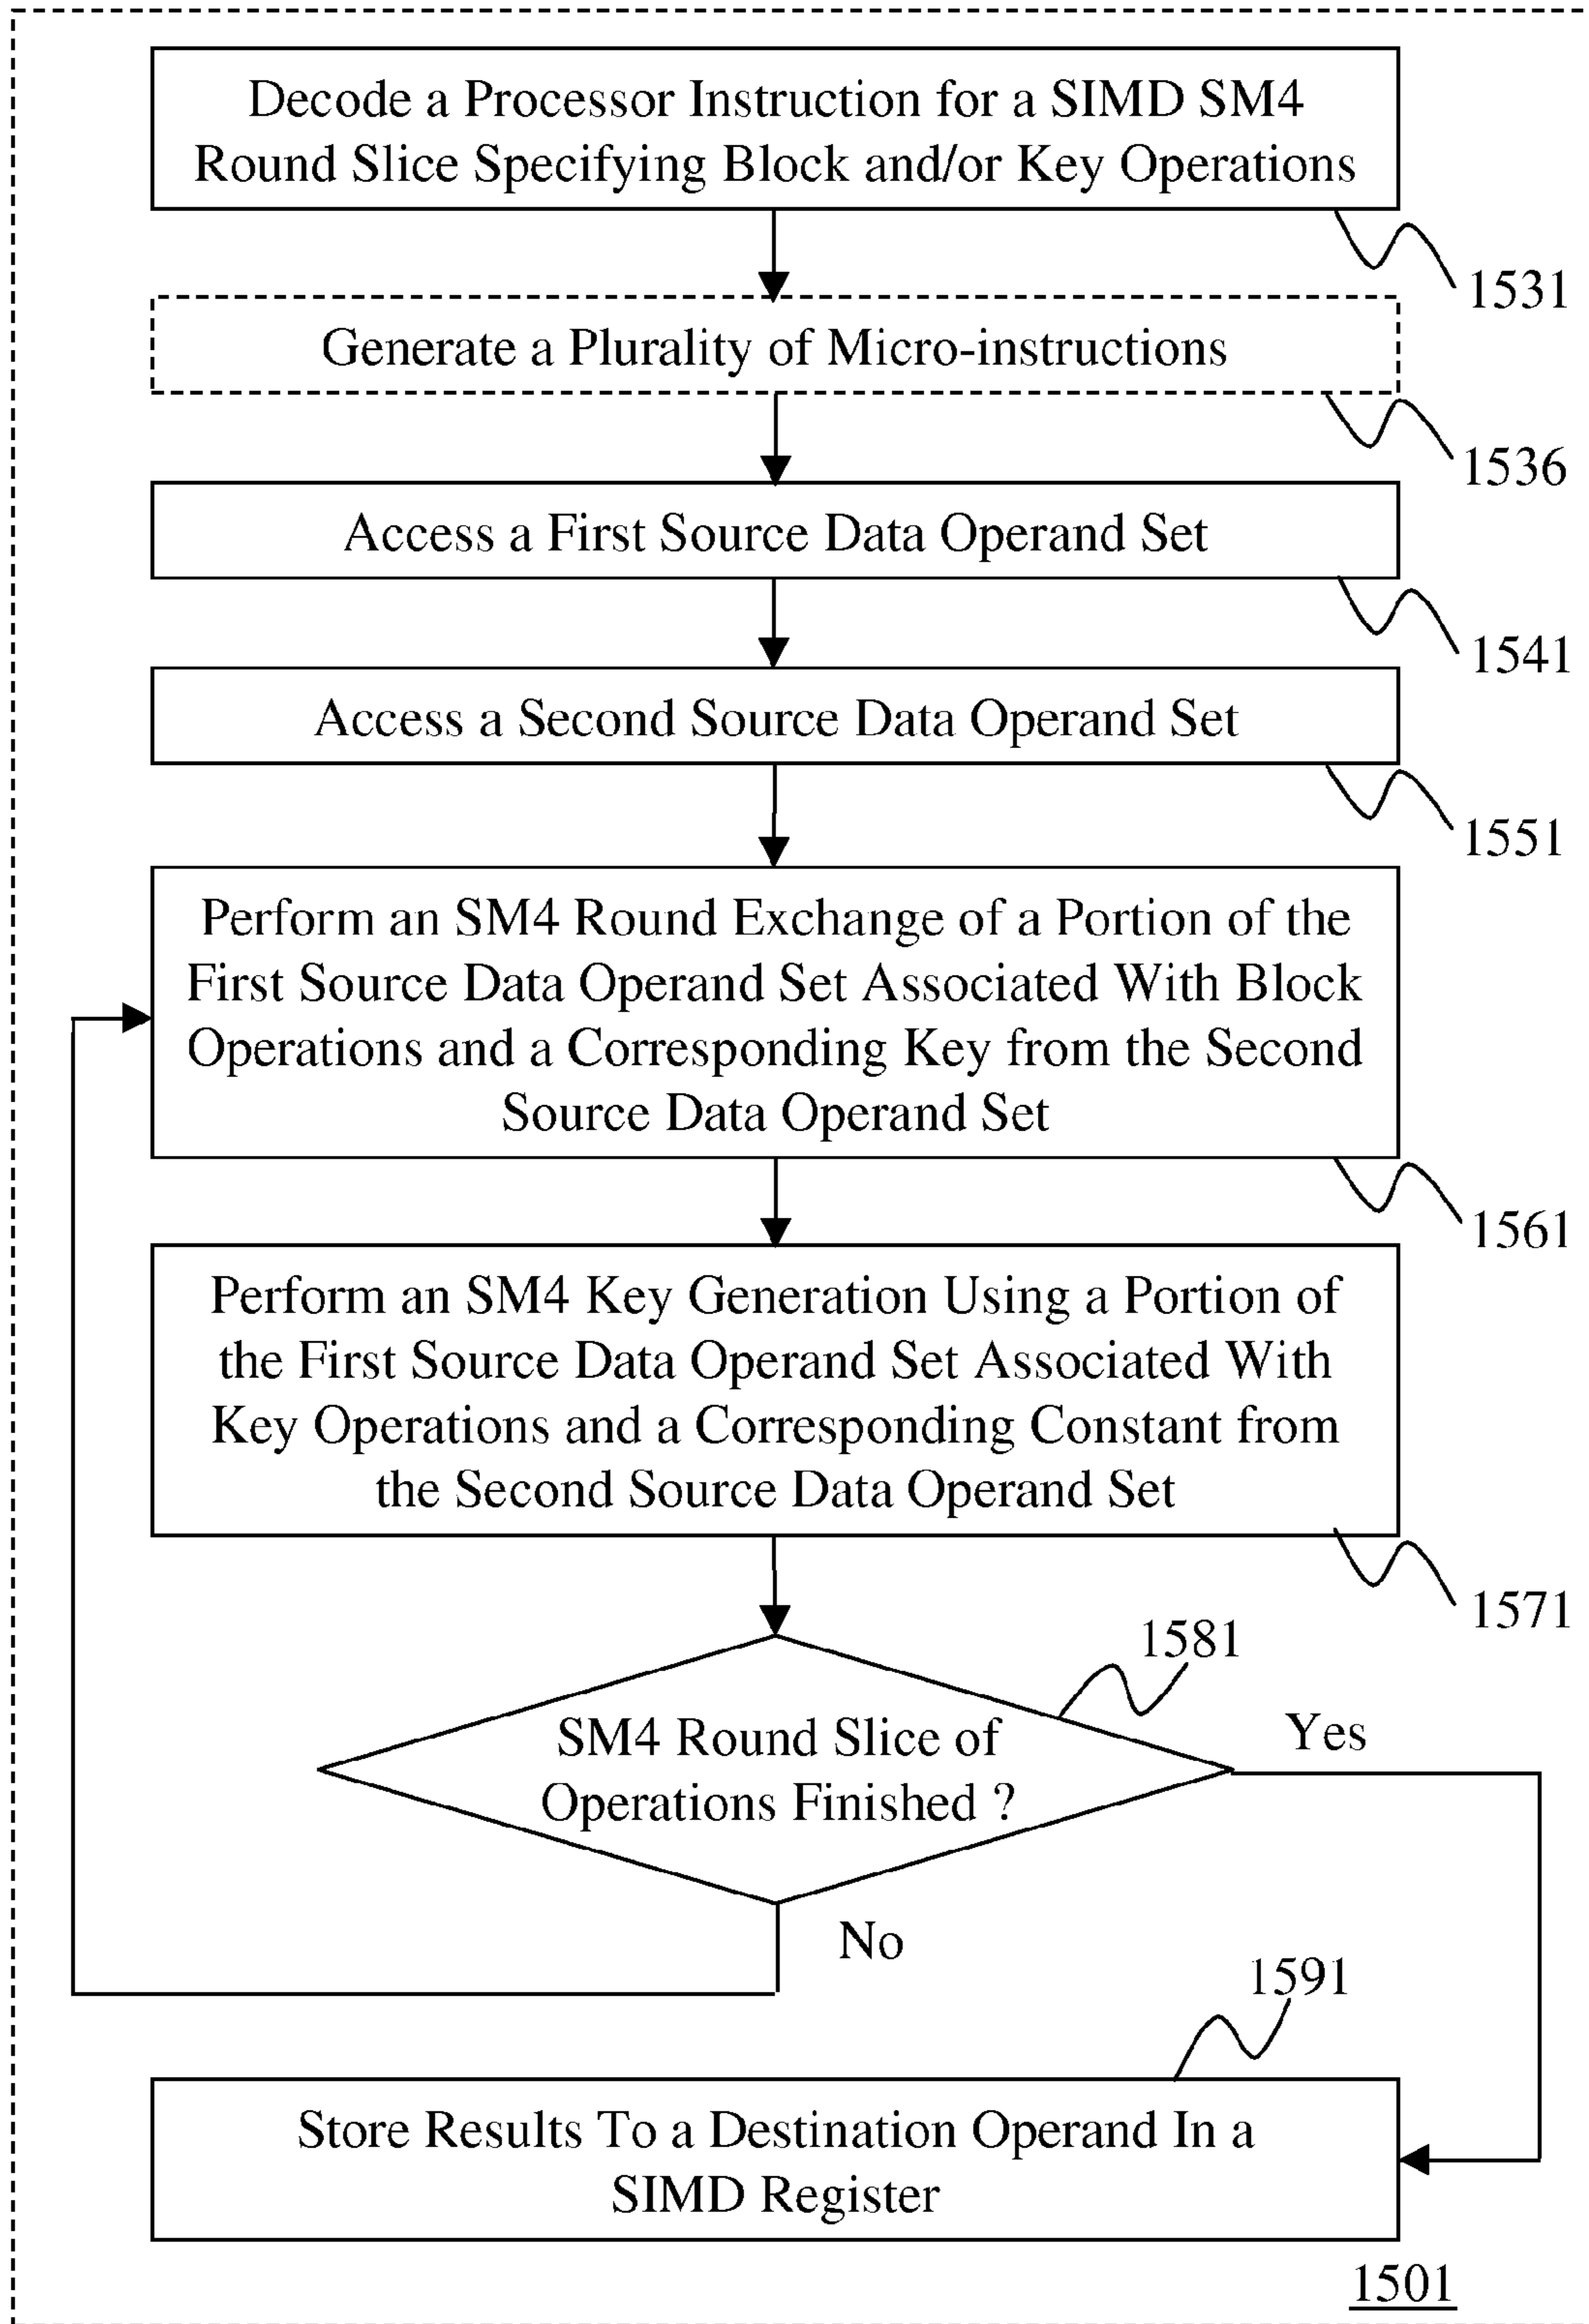 Decode a Processor Instruction for a SIMD SM4
Round Slice Specifying Block and/or Key Operations
1531
Generate a Plurality of Micro-instructions
1536
Access a First Source Data Operand Set
1541
Access a Second Source Data Operand Set
1551
Perform an SM4 Round Exchange of a Portion of the
First Source Data Operand Set Associated With Block
Operations and a Corresponding Key from the Second
Source Data Operand Set
1561
Perform an SM4 Key Generation Using a Portion of
the First Source Data Operand Set Associated With
Key Operations and a Corresponding Constant from
the Second Source Data Operand Set
1571
1581
SM4 Round Slice of
Operations Finished ?
Yes
No
1591
Store Results To a Destination Operand In a
SIMD Register
1501